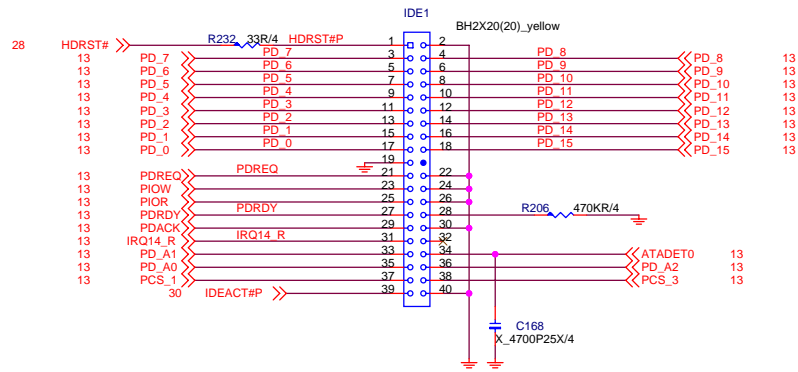 IDE1
BH2X20(20)_yellow
28 HDRST# R232 33R/4 HDRST#P 1 2
13 PD_7 PD_7 3 4 PD_8 PD_8 13
13 PD_6 PD_6 5 6 PD_9 PD_9 13
13 PD_5 PD_5 7 8 PD_10 PD_10 13
13 PD_4 PD_4 9 10 PD_11 PD_11 13
13 PD_3 PD_3 11 12 PD_12 PD_12 13
13 PD_2 PD_2 13 14 PD_13 PD_13 13
13 PD_1 PD_1 15 16 PD_14 PD_14 13
13 PD_0 PD_0 17 18 PD_15 PD_15 13
19
13 PDREQ PDREQ 21 22
13 PIOW 23 24
13 PIOR 25 26
13 PDRDY PDRDY 27 28 R206 470KR/4
13 PDACK 29 30
13 IRQ14_R IRQ14_R 31 32
13 PD_A1 33 34 ATADET0 13
13 PD_A0 35 36 PD_A2 13
13 PCS_1 37 38 PCS_3 13
30 IDEACT#P 39 40
C168
X_4700P25X/4